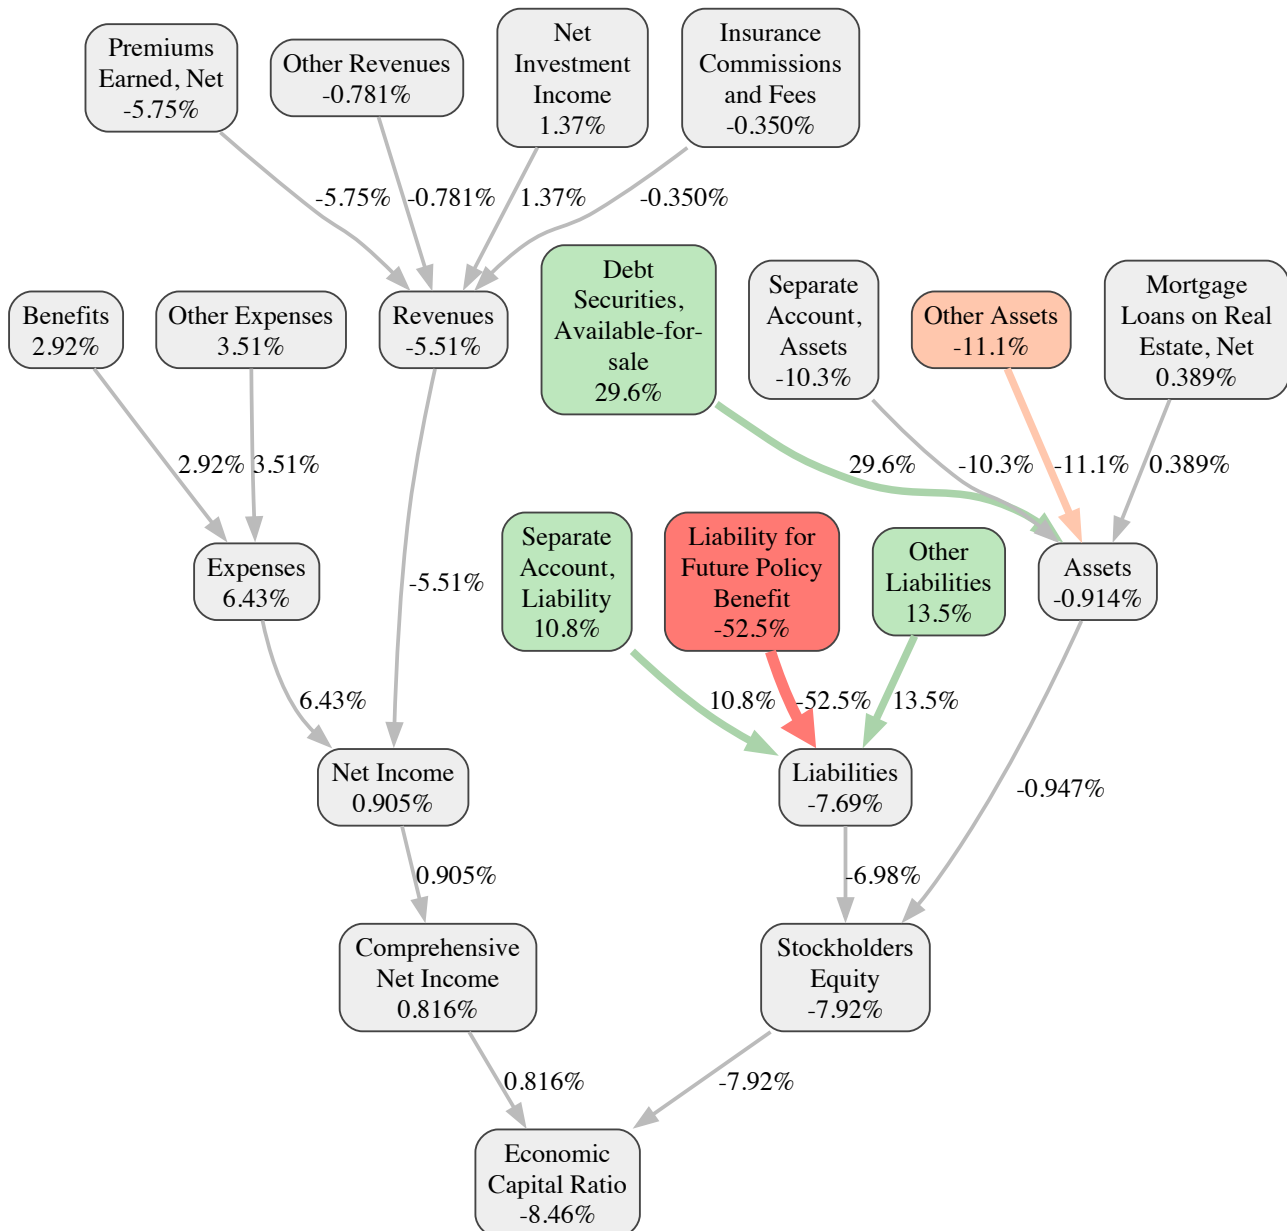 Premiums
Earned, Net
-5.75%
Other Revenues
-0.781%
Net
Investment
Income
1.37%
Insurance
Commissions
and Fees
-0.350%
-5.75%
-0.781%
1.37%
-0.350%
Benefits
2.92%
Other Expenses
3.51%
Revenues
-5.51%
Debt
Securities,
Available-for-
sale
29.6%
Separate
Account,
Assets
-10.3%
Other Assets
-11.1%
Mortgage
Loans on Real
Estate, Net
0.389%
2.92%
3.51%
29.6%
-10.3%
-11.1%
0.389%
Expenses
6.43%
-5.51%
Separate
Account,
Liability
10.8%
Liability for
Future Policy
Benefit
-52.5%
Other
Liabilities
13.5%
Assets
-0.914%
6.43%
10.8%
-52.5%
13.5%
Net Income
0.905%
Liabilities
-7.69%
-0.947%
0.905%
-6.98%
Comprehensive
Net Income
0.816%
Stockholders
Equity
-7.92%
0.816%
-7.92%
Economic
Capital Ratio
-8.46%